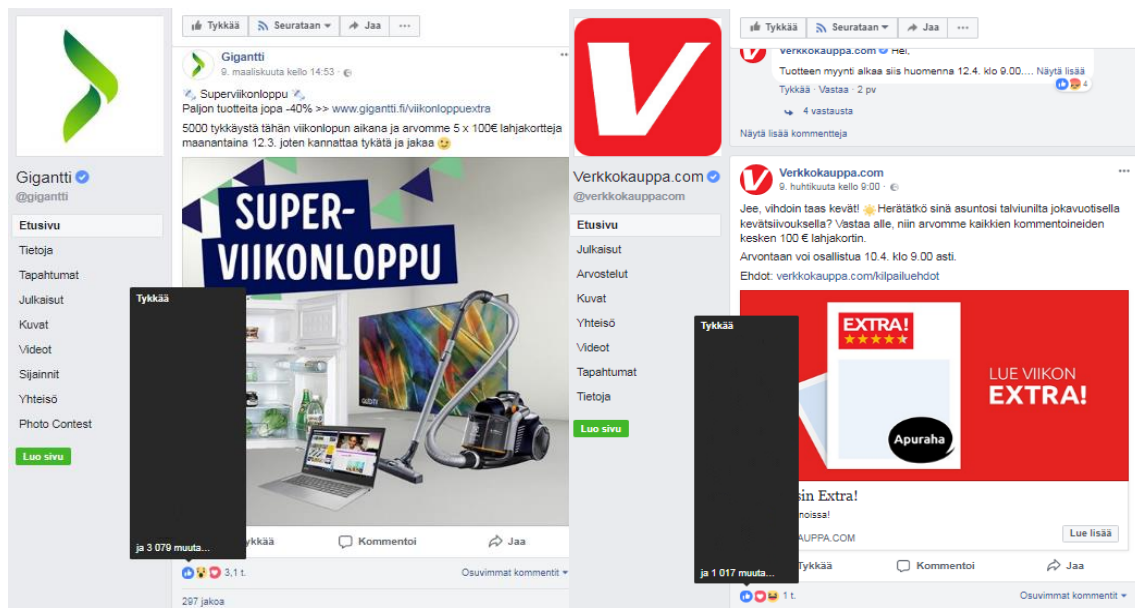 Tykkää
Seurataan
Jaa
Gigantti
9. maaliskuuta kello 14:53 ·
Superviikonloppu
Paljon tuotteita jopa -40% >> www.gigantti.fi/viikonloppuextra
5000 tykkäystä tähän viikonlopun aikana ja arvomme 5 x 100€ lahjakortteja
maanantaina 12.3. joten kannattaa tykätä ja jakaa
SUPER-
VIIKONLOPPU
Gigantti
@gigantti
Etusivu
Tietoja
Tapahtumat
Julkaisut
Kuvat
Videot
Sijainnit
Yhteisö
Photo Contest
Luo sivu
Tykkää
ja 3 079 muuta...
ykkää
Kommentoi
Jaa
3,1 t.
Osuvimmat kommentit
297 jakoa
V
Verkkokauppa.com
@verkkokauppacom
Etusivu
Julkaisut
Arvostelut
Kuvat
Yhteisö
Videot
Tapahtumat
Tietoja
Luo sivu
Tykkää
Seurataan
Jaa
Verkkokauppa.com Hei,
Tuotteen myynti alkaa siis huomenna 12.4. klo 9.00.... Näytä lisää
Tykkää · Vastaa · 2 pv
4
4 vastausta
Näytä lisää kommentteja
Verkkokauppa.com
9. huhtikuuta kello 9:00 ·
Jee, vihdoin taas kevät! Herätätkö sinä asuntosi talviunilta jokavuotisella
kevätsiivouksella? Vastaa alle, niin arvomme kaikkien kommentoineiden
kesken 100 € lahjakortin.
Arvontaan voi osallistua 10.4. klo 9.00 asti.
Ehdot: verkkokauppa.com/kilpailuehdot
EXTRA!
LUE VIIKON
EXTRA!
Apuraha
Tykkää
ja 1 017 muuta...
sin Extra!
noissa!
AUPPA.COM
Lue lisää
Tykkää
Kommentoi
Jaa
1 t.
Osuvimmat kommentit